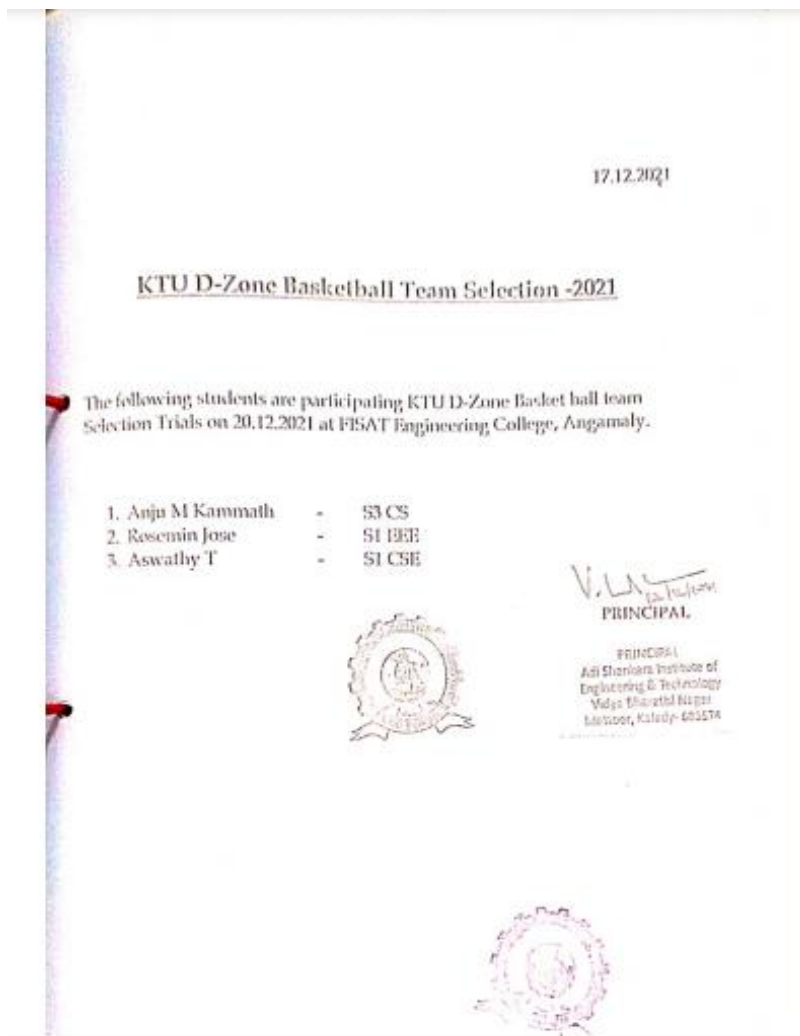 17.12.2021
KTU D-Zone Basketball Team Selection -2021
The following students are participating KTU D-Zone Basket ball team
Selection Trials on 20.12.2021 at FISAT Engineering College, Angamaly.
1. Anju M Kammath - S3 CS
2. Rosemin Jose - S1 EEE
3. Aswathy T - S1 CSE
PRINCIPAL
PRINCIPAL
Adi Shankara Institute of
Engineering & Technology
Vidya Bharathi Nagar
Mattoor, Kalady- 683574